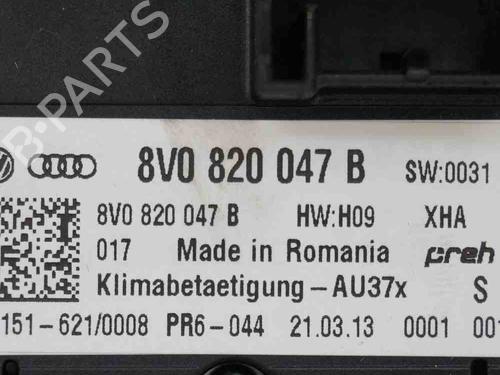 B-PARTS
8V0 820 047 B SW:0031
8V0 820 047 B HW:H09 XHA
017 Made in Romania preh
Klimabetaetigung-AU37x S
151-621/0008 PR6-044 21.03.13 0001 001